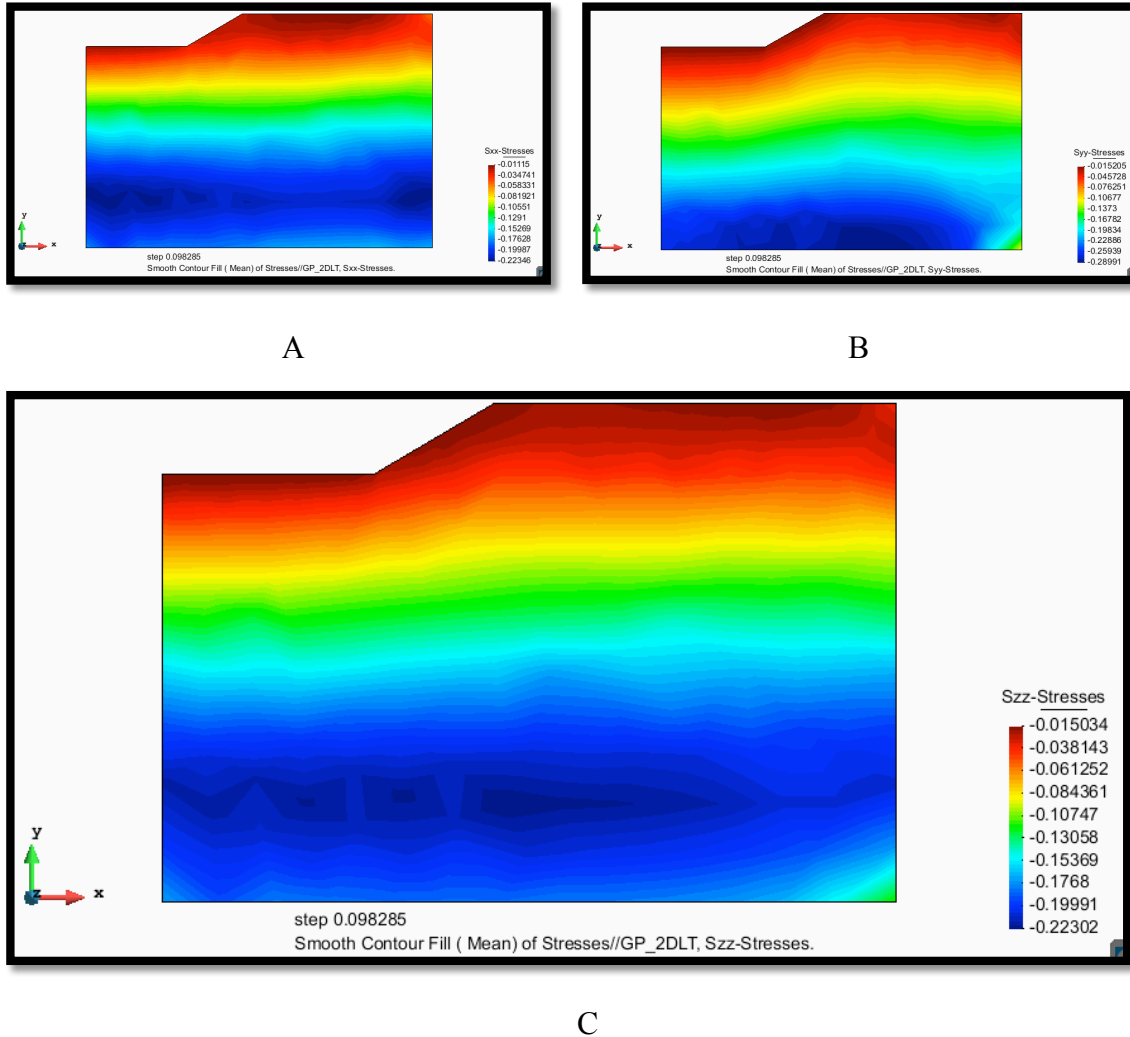 Sxx-Stresses
-0.01115
-0.034741
-0.058331
-0.081921
-0.10551
-0.1291
-0.15269
-0.17628
-0.19987
-0.22346
y
z
x
step 0.098285
Smooth Contour Fill ( Mean) of Stresses//GP_2DLT, Sxx-Stresses.
A
Syy-Stresses
-0.015205
-0.045728
-0.076251
-0.10677
-0.1373
-0.16782
-0.19834
-0.22886
-0.25939
-0.28991
y
z
x
step 0.098285
Smooth Contour Fill ( Mean) of Stresses//GP_2DLT, Syy-Stresses.
B
Szz-Stresses
-0.015034
-0.038143
-0.061252
-0.084361
-0.10747
-0.13058
-0.15369
-0.1768
-0.19991
-0.22302
y
z
x
step 0.098285
Smooth Contour Fill ( Mean) of Stresses//GP_2DLT, Szz-Stresses.
C